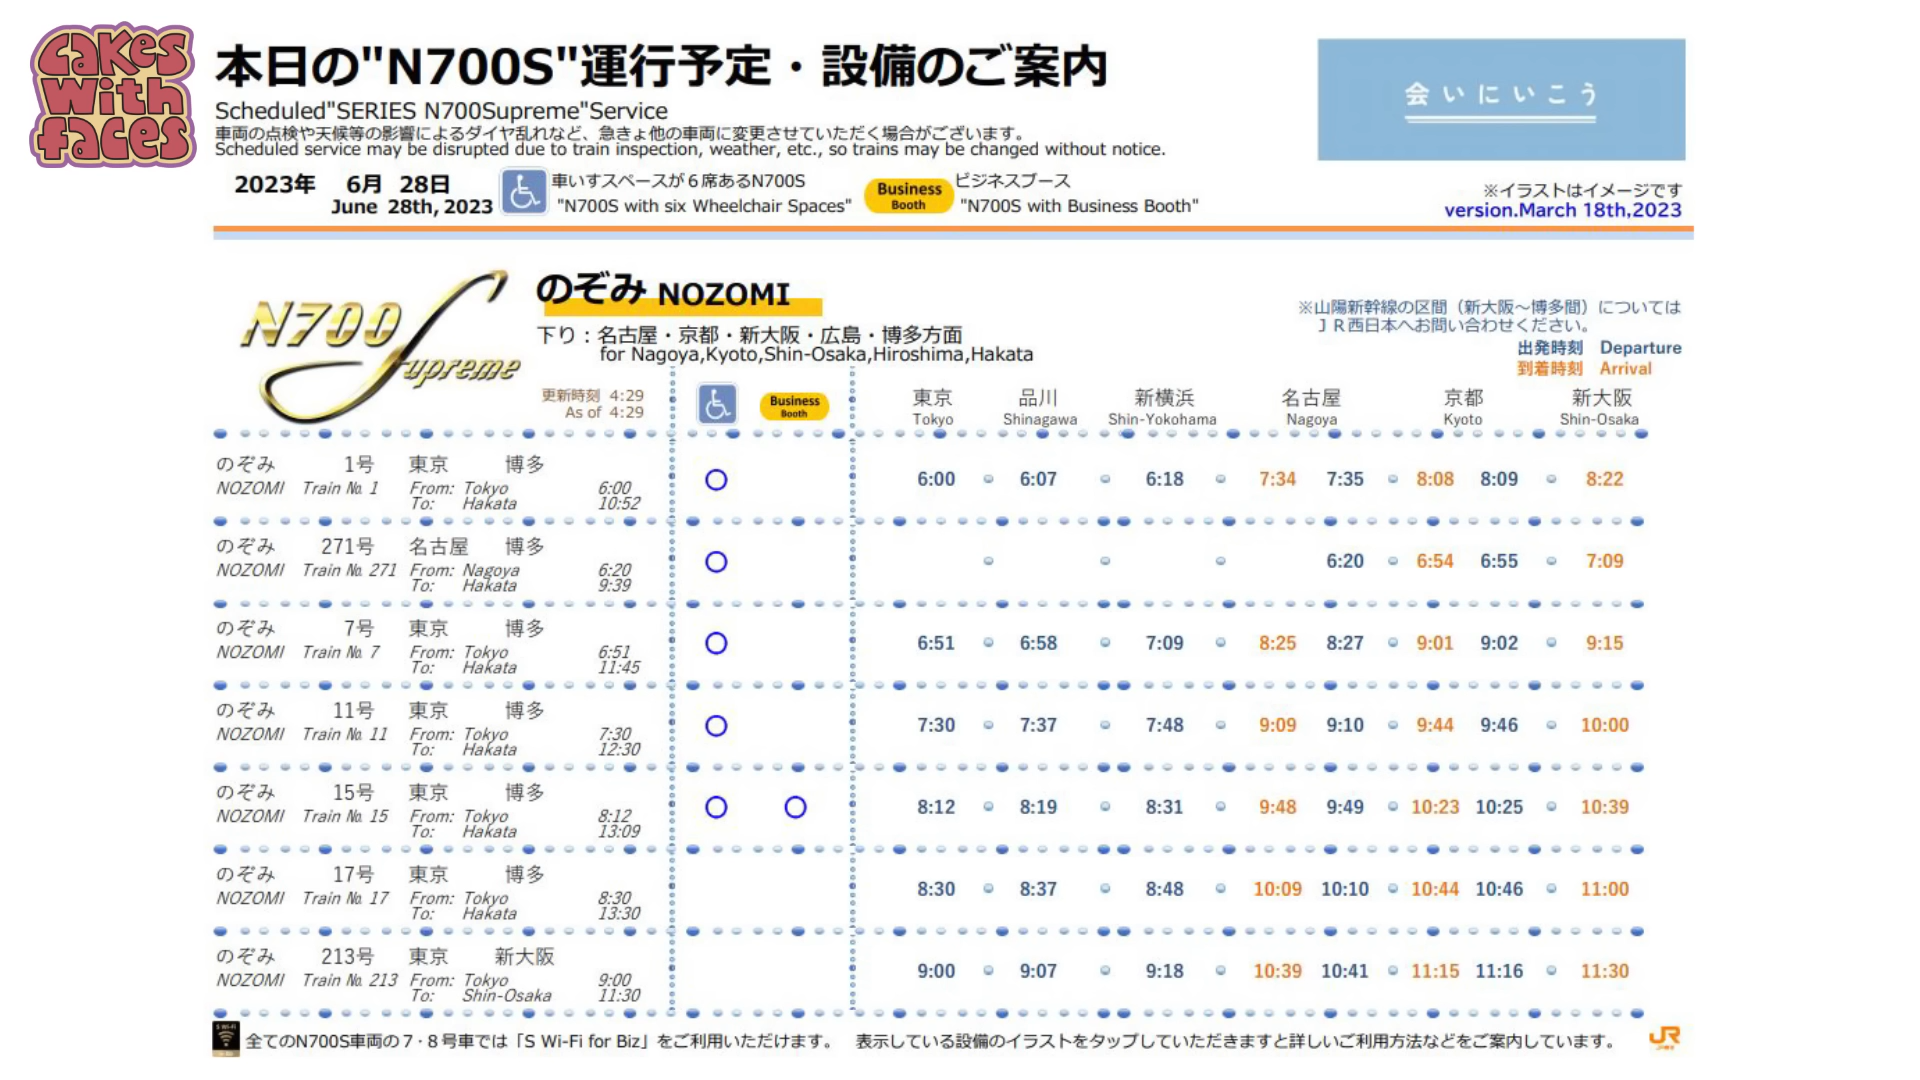 Cakes
With
faces
本日の"N700S"運行予定・設備のご案内
Scheduled"SERIES N700Supreme"Service
車両の点検や天候等の影響によるダイヤ乱れなど、急きょ他の車両に変更させていただく場合がございます。
Scheduled service may be disrupted due to train inspection, weather, etc., so trains may be changed without notice.
会いにいこう
2023年 6月 28日
June 28th, 2023
車いすスペースが6席あるN700S
"N700S with six Wheelchair Spaces"
Business
Booth
ビジネスブース
"N700S with Business Booth"
※イラストはイメージです
version.March 18th,2023
N700Supreme
のぞみ NOZOMI
下り：名古屋・京都・新大阪・広島・博多方面
for Nagoya,Kyoto,Shin-Osaka,Hiroshima,Hakata
※山陽新幹線の区間（新大阪～博多間）については
ＪＲ西日本へお問い合わせください。
出発時刻 Departure
到着時刻 Arrival
更新時刻 4:29
As of 4:29
Business
Booth
東京 品川 新横浜 名古屋 京都 新大阪
Tokyo Shinagawa Shin-Yokohama Nagoya Kyoto Shin-Osaka
のぞみ 1号 東京 博多
NOZOMI Train № 1 From: Tokyo 6:00
To: Hakata 10:52
6:00 6:07 6:18 7:34 7:35 8:08 8:09 8:22
のぞみ 271号 名古屋 博多
NOZOMI Train № 271 From: Nagoya 6:20
To: Hakata 9:39
6:20 6:54 6:55 7:09
のぞみ 7号 東京 博多
NOZOMI Train № 7 From: Tokyo 6:51
To: Hakata 11:45
6:51 6:58 7:09 8:25 8:27 9:01 9:02 9:15
のぞみ 11号 東京 博多
NOZOMI Train № 11 From: Tokyo 7:30
To: Hakata 12:30
7:30 7:37 7:48 9:09 9:10 9:44 9:46 10:00
のぞみ 15号 東京 博多
NOZOMI Train № 15 From: Tokyo 8:12
To: Hakata 13:09
8:12 8:19 8:31 9:48 9:49 10:23 10:25 10:39
のぞみ 17号 東京 博多
NOZOMI Train № 17 From: Tokyo 8:30
To: Hakata 13:30
8:30 8:37 8:48 10:09 10:10 10:44 10:46 11:00
のぞみ 213号 東京 新大阪
NOZOMI Train № 213 From: Tokyo 9:00
To: Shin-Osaka 11:30
9:00 9:07 9:18 10:39 10:41 11:15 11:16 11:30
全てのN700S車両の７・８号車では「S Wi-Fi for Biz」をご利用いただけます。 表示している設備のイラストをタップしていただきますと詳しいご利用方法などをご案内しています。
JR